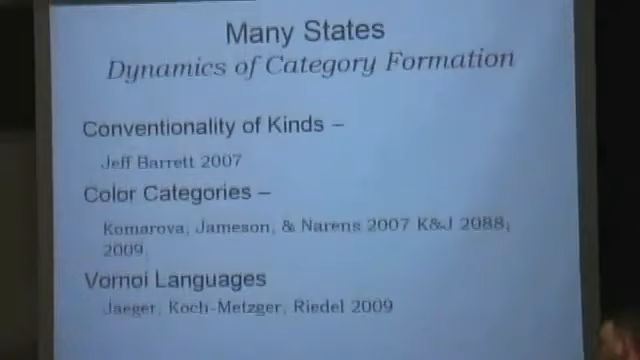 Many States
Dynamics of Category Formation
Conventionality of Kinds –
Jeff Barrett 2007
Color Categories –
Komarova, Jameson, & Narens 2007 K&J 2088,
2009,
Vornoi Languages
Jaeger, Koch-Metzger, Riedel 2009